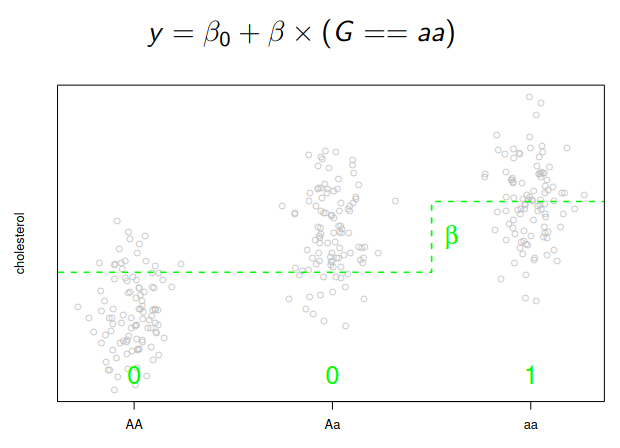 y = β₀ + β × (G == aa)
cholesterol
β
0 0 1
AA Aa aa